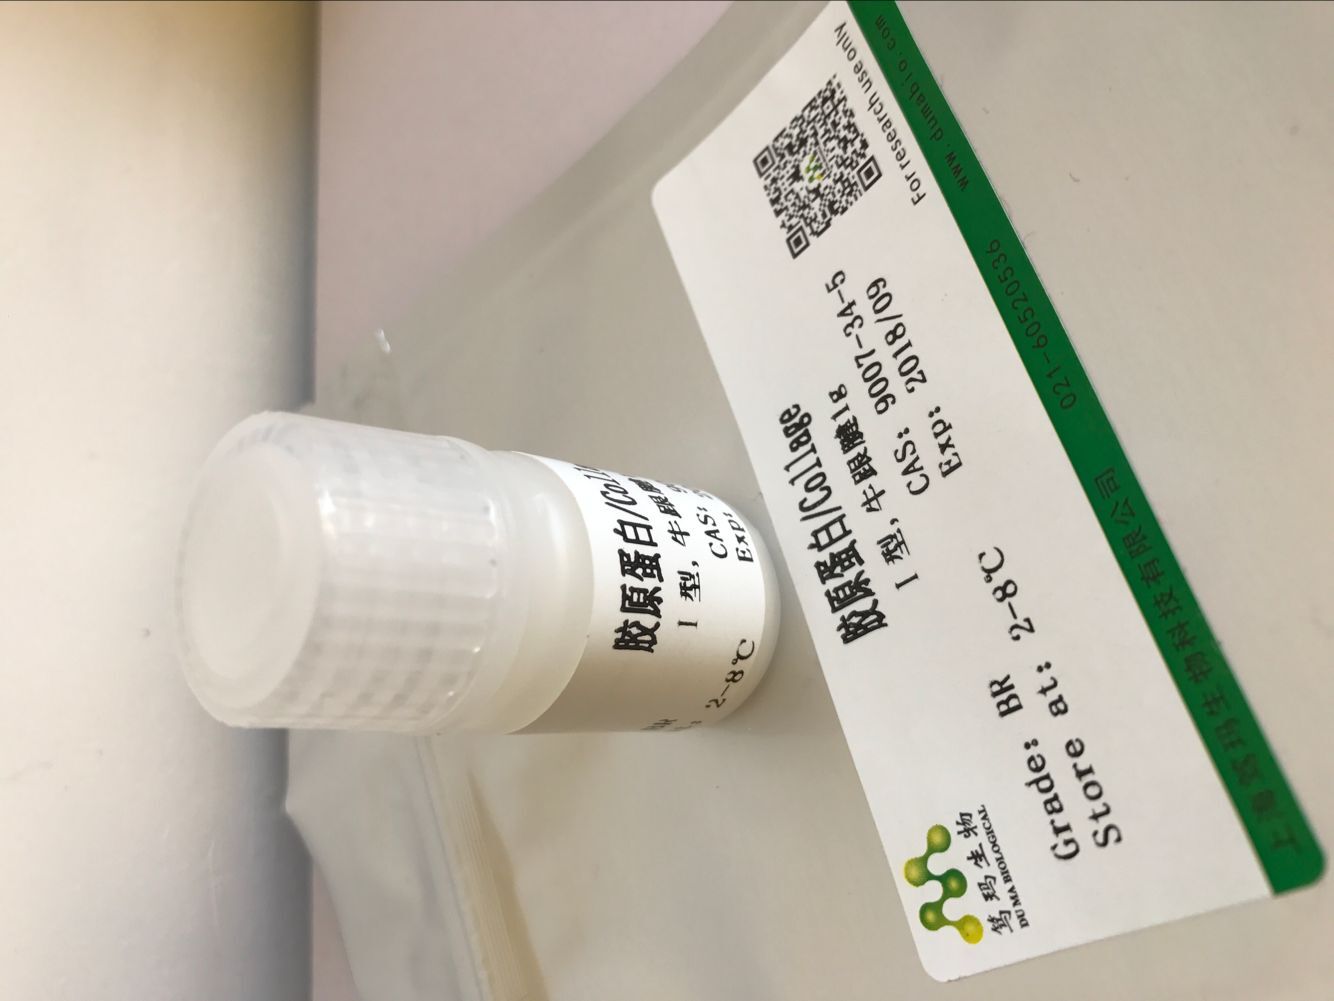 胶原蛋白/Collage
I 型, 牛跟腱1g
CAS: 9007-34-5
Exp: 2018/09
Grade: BR
Store at: 2-8℃
笃玛生物
DU MA BIOLOGICAL
For research use only
上海笃玛生物科技有限公司 021-60520536 www.dumabio.com
胶原蛋白/Coll
I 型, 牛跟腱
CAS:
Exp:
2-8℃